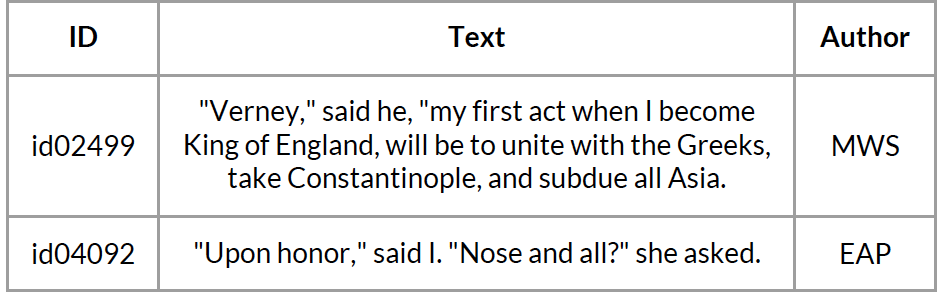 ID Text Author
"Verney," said he, "my first act when I become
King of England, will be to unite with the Greeks,
id02499 MWS
take Constantinople, and subdue all Asia.
id04092 "Upon honor," said I. "Nose and all?" she asked. EAP